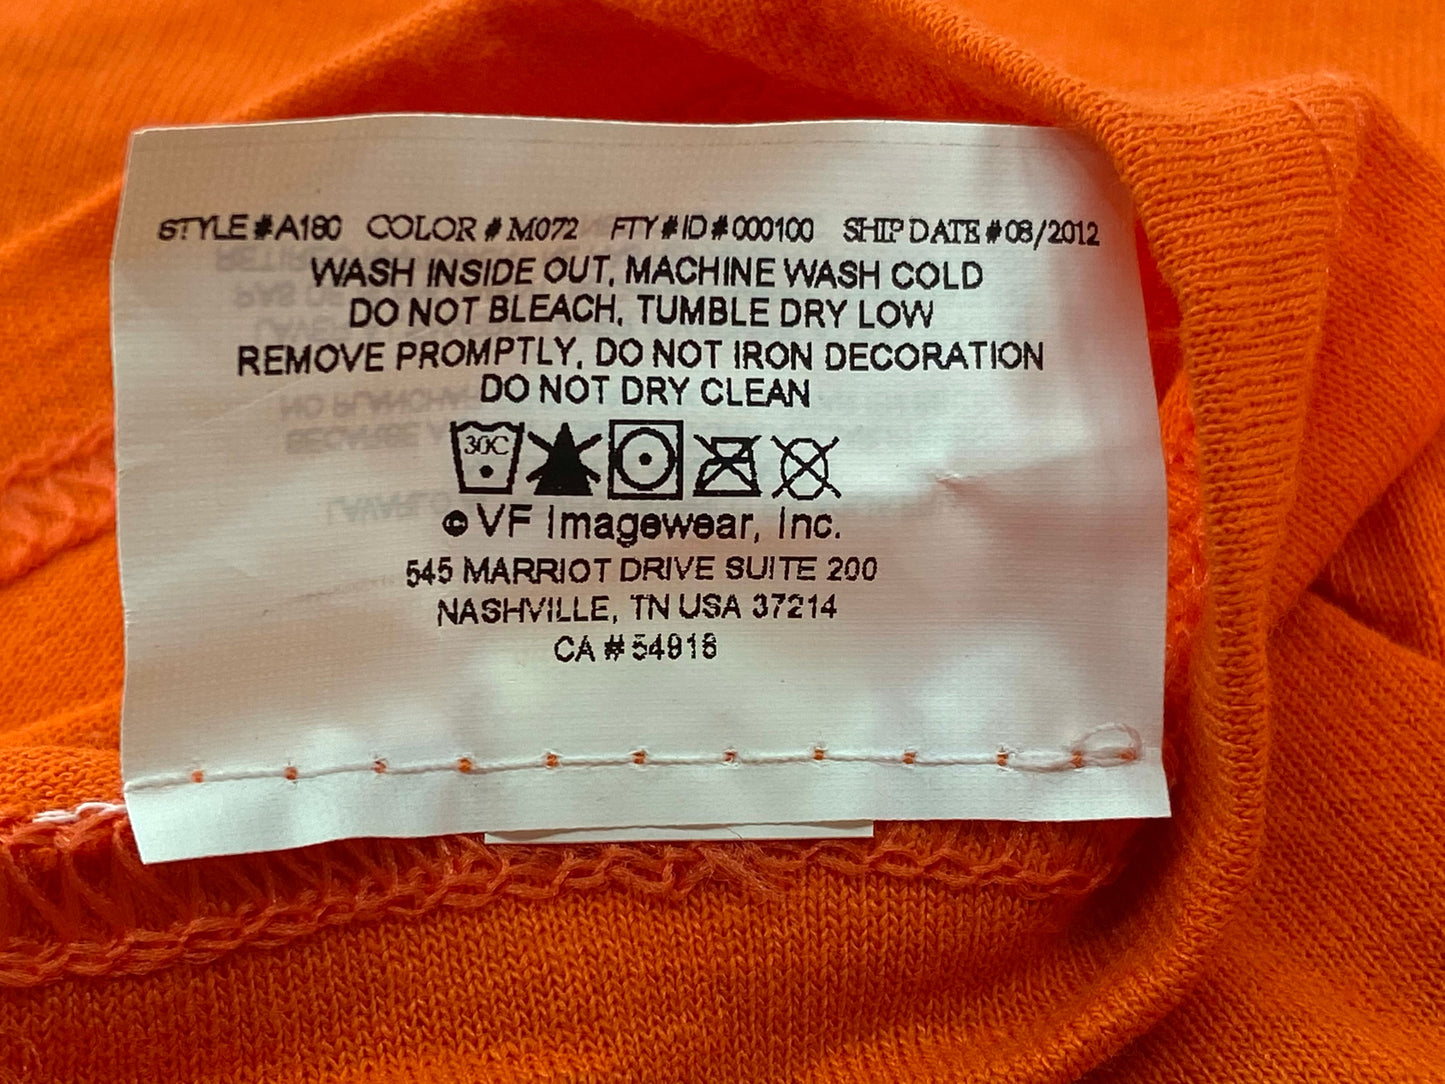 STYLE # A180 COLOR # M072 FTY # ID # 000100 SHIP DATE # 08/2012
WASH INSIDE OUT, MACHINE WASH COLD
DO NOT BLEACH, TUMBLE DRY LOW
REMOVE PROMPTLY, DO NOT IRON DECORATION
DO NOT DRY CLEAN
30C
© VF Imagewear, Inc.
545 MARRIOT DRIVE SUITE 200
NASHVILLE, TN USA 37214
CA # 54918